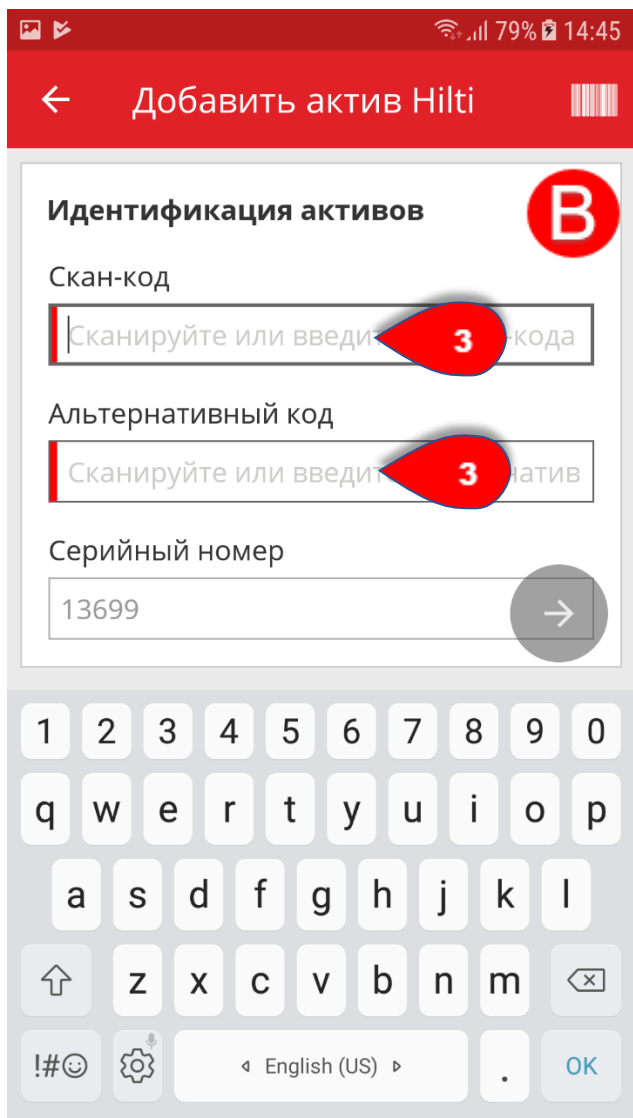 79% 14:45
Добавить актив Hilti
Идентификация активов
B
Скан-код
Сканируйте или введит 3 -кода
Альтернативный код
Сканируйте или введит 3 натив
Серийный номер
13699
1 2 3 4 5 6 7 8 9 0
q w e r t y u i o p
a s d f g h j k l
z x c v b n m
!#☺ English (US) . OK